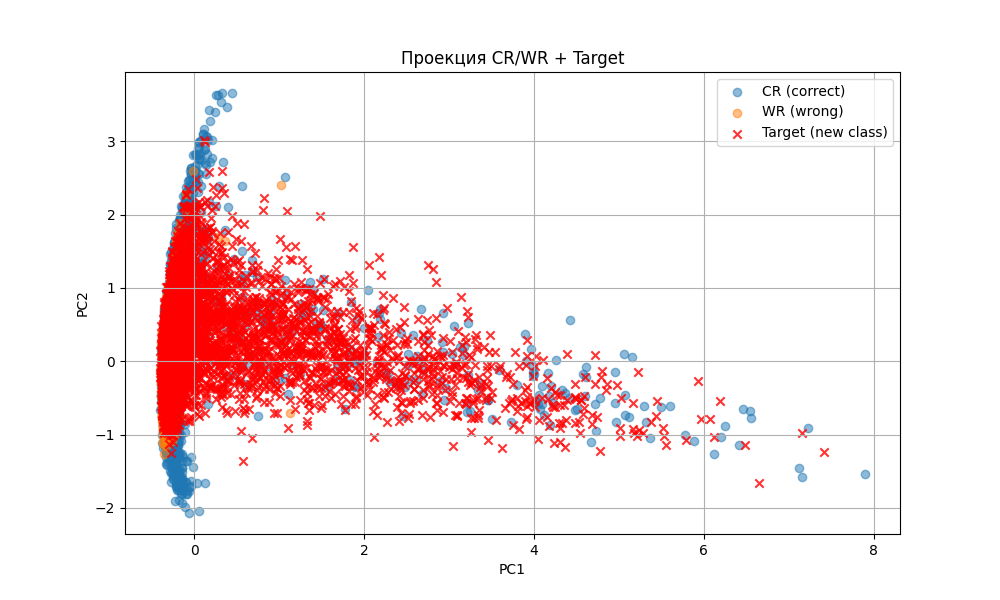 Проекция CR/WR + Target
CR (correct)
WR (wrong)
Target (new class)
PC2
3
2
1
0
−1
−2
0
2
4
6
8
PC1